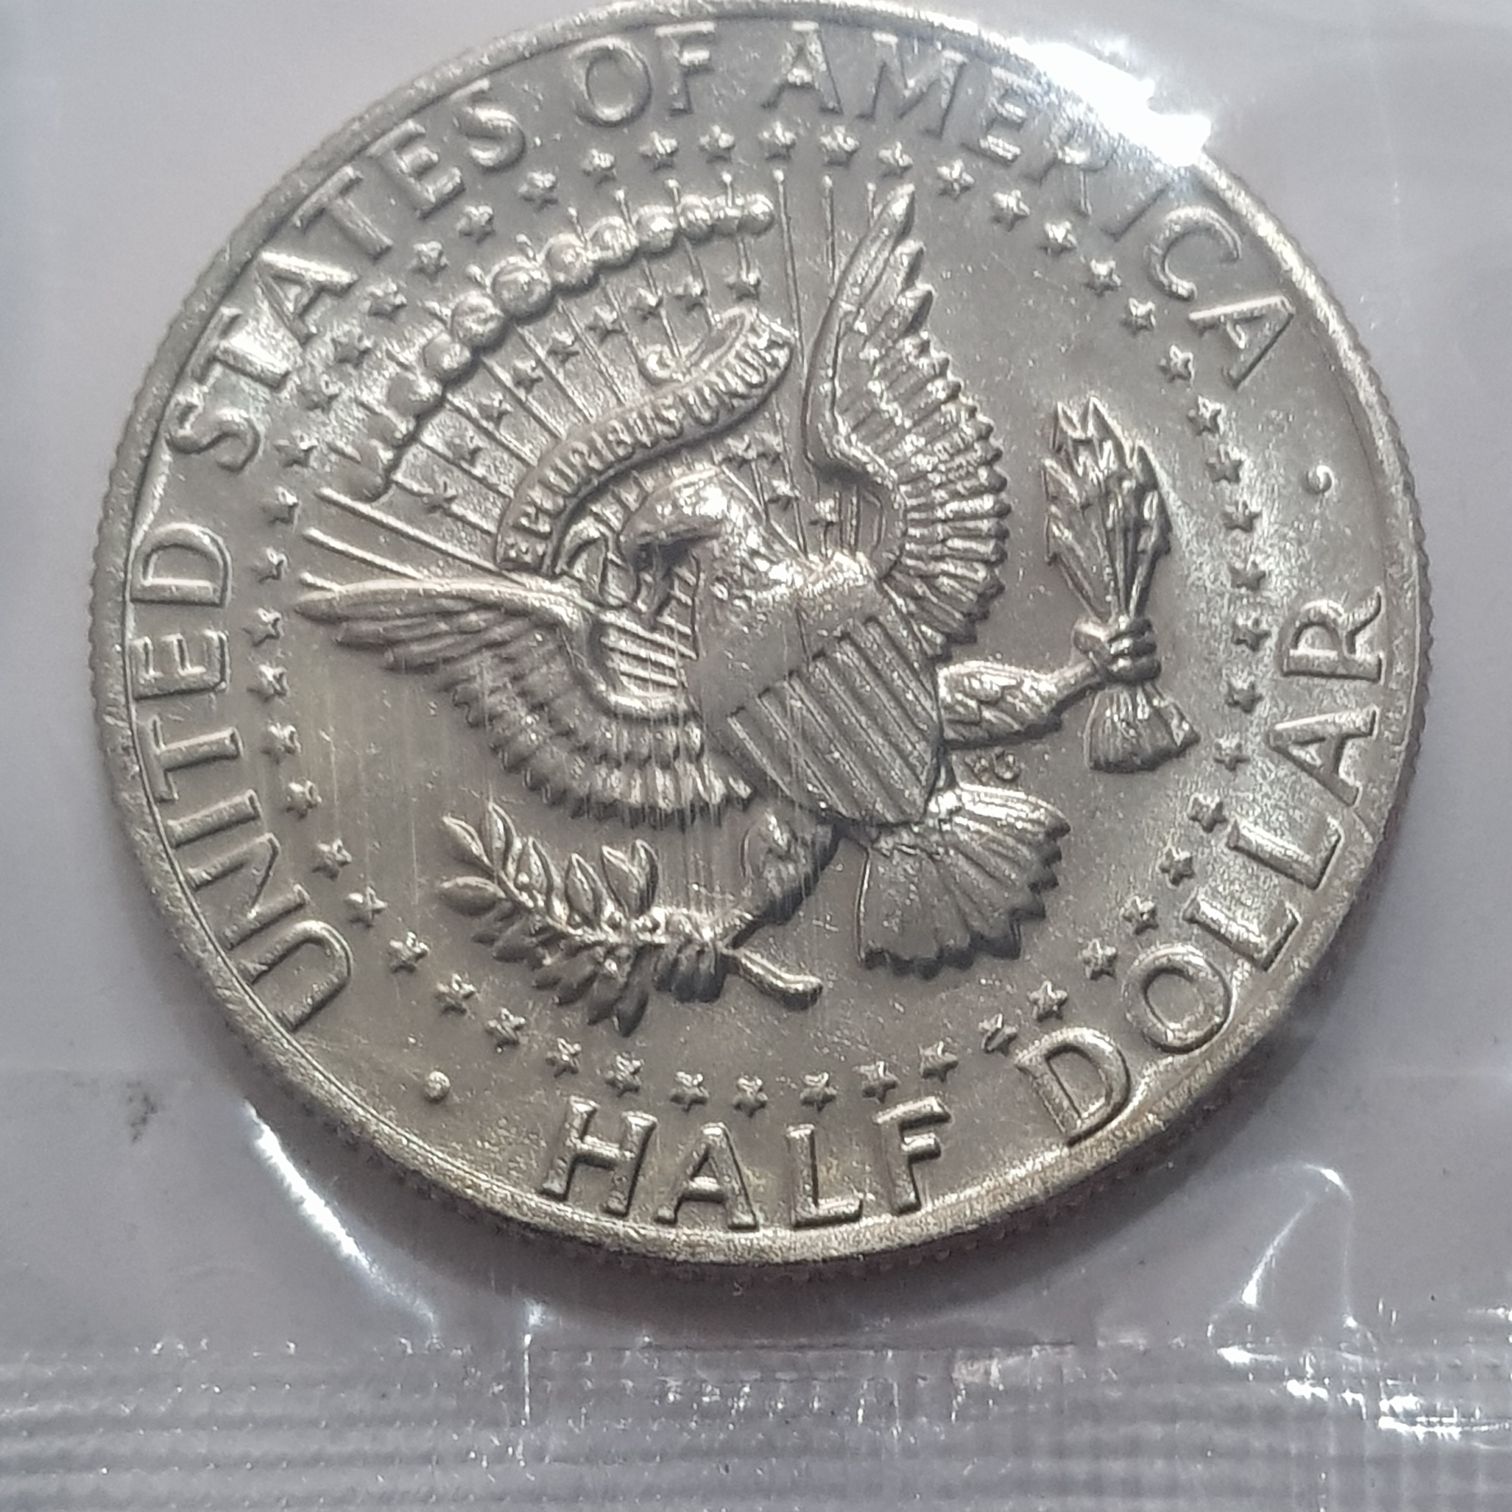 UNITED STATES OF AMERICA
E PLURIBUS UNUM
FG
HALF DOLLAR